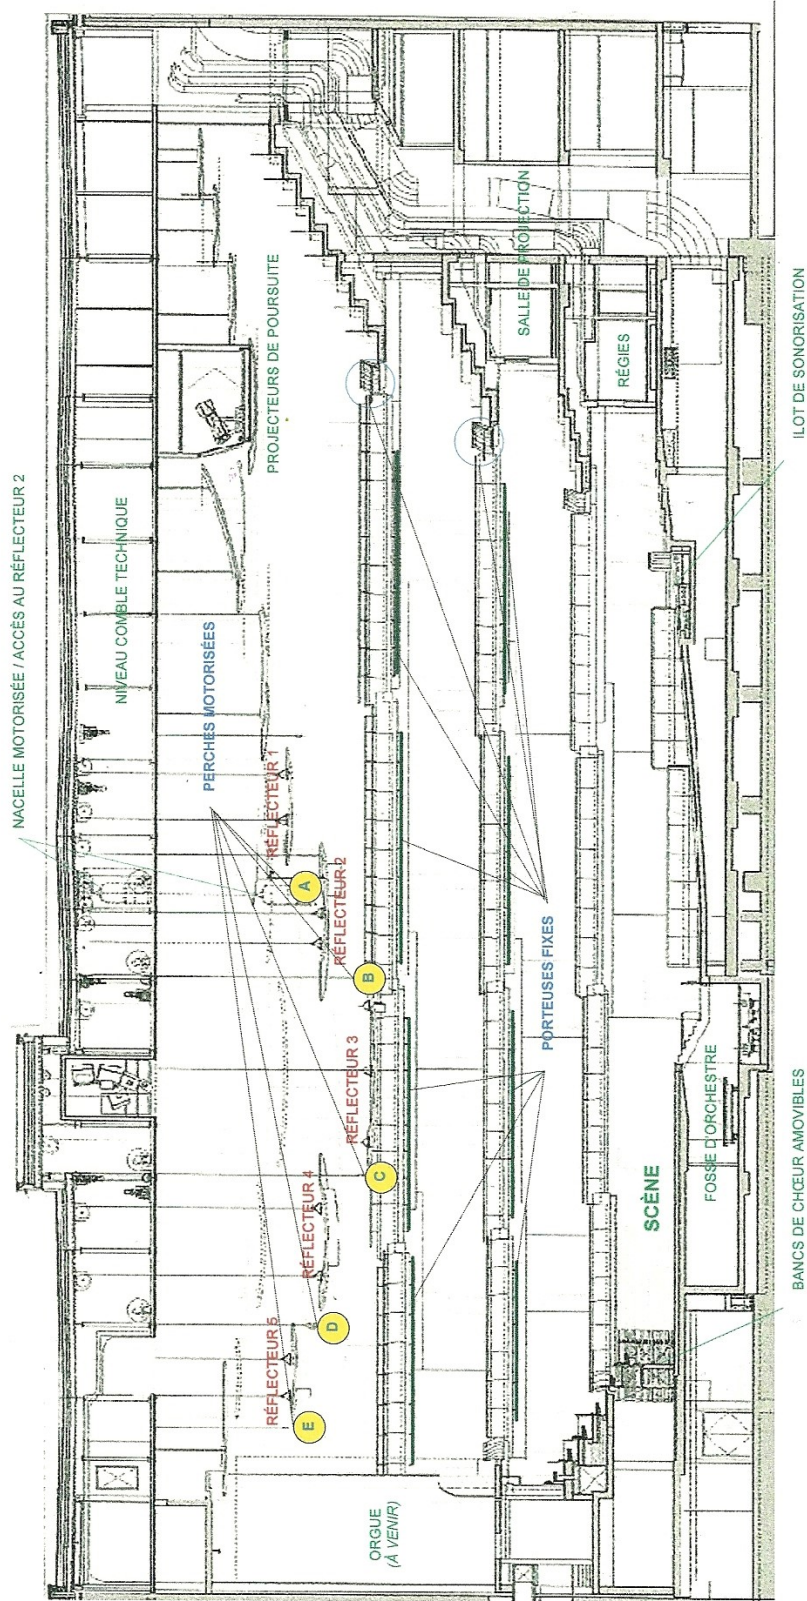 NACELLE MOTORISÉE / ACCÈS AU RÉFLECTEUR 2
NIVEAU COMBLE TECHNIQUE
PERCHES MOTORISÉES
PROJECTEURS DE POURSUITE
RÉFLECTEUR 5
RÉFLECTEUR 4
RÉFLECTEUR 3
RÉFLECTEUR 2
RÉFLECTEUR 1
E
D
C
B
A
ORGUE
(À VENIR)
PORTEUSES FIXES
SALLE DE PROJECTION
RÉGIES
SCÈNE
FOSSE D'ORCHESTRE
BANCS DE CHŒUR AMOVIBLES
ILOT DE SONORISATION